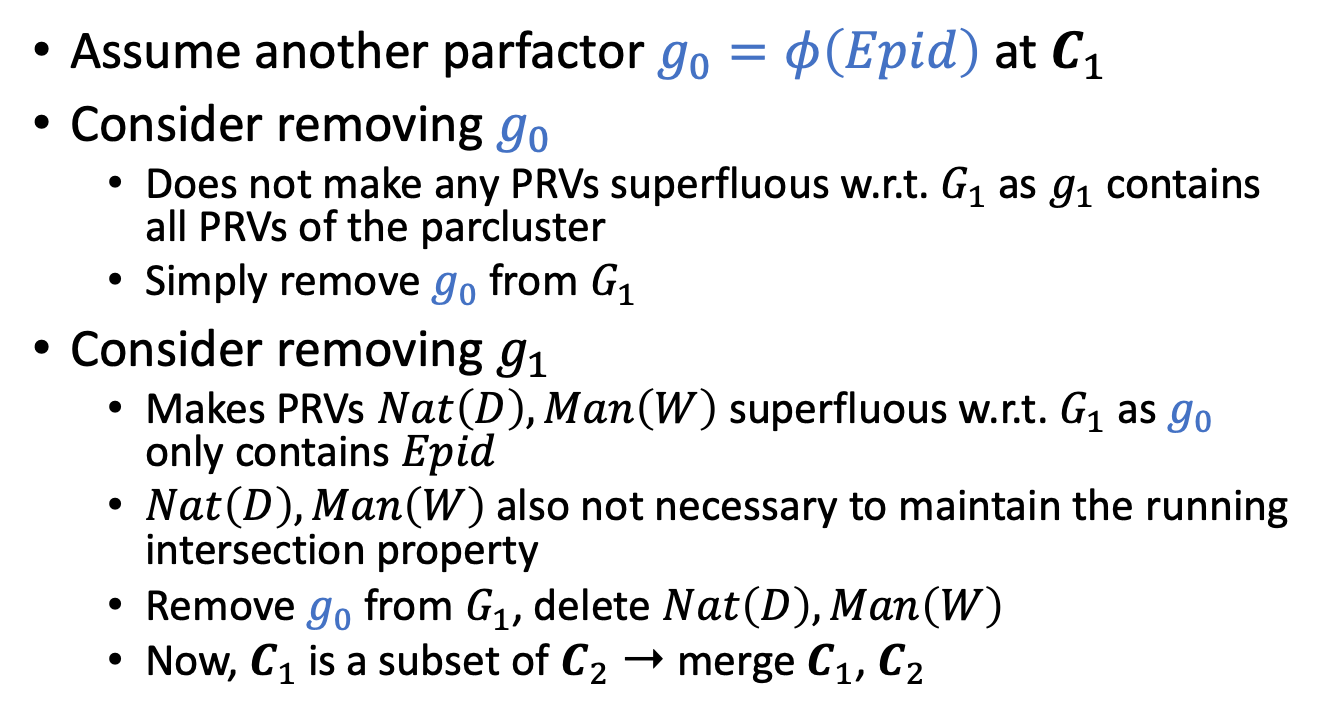 • Assume another parfactor g₀ = ϕ(Epid) at C₁
• Consider removing g₀
• Does not make any PRVs superfluous w.r.t. G₁ as g₁ contains
all PRVs of the parcluster
• Simply remove g₀ from G₁
• Consider removing g₁
• Makes PRVs Nat(D), Man(W) superfluous w.r.t. G₁ as g₀
only contains Epid
• Nat(D), Man(W) also not necessary to maintain the running
intersection property
• Remove g₀ from G₁, delete Nat(D), Man(W)
• Now, C₁ is a subset of C₂ → merge C₁, C₂